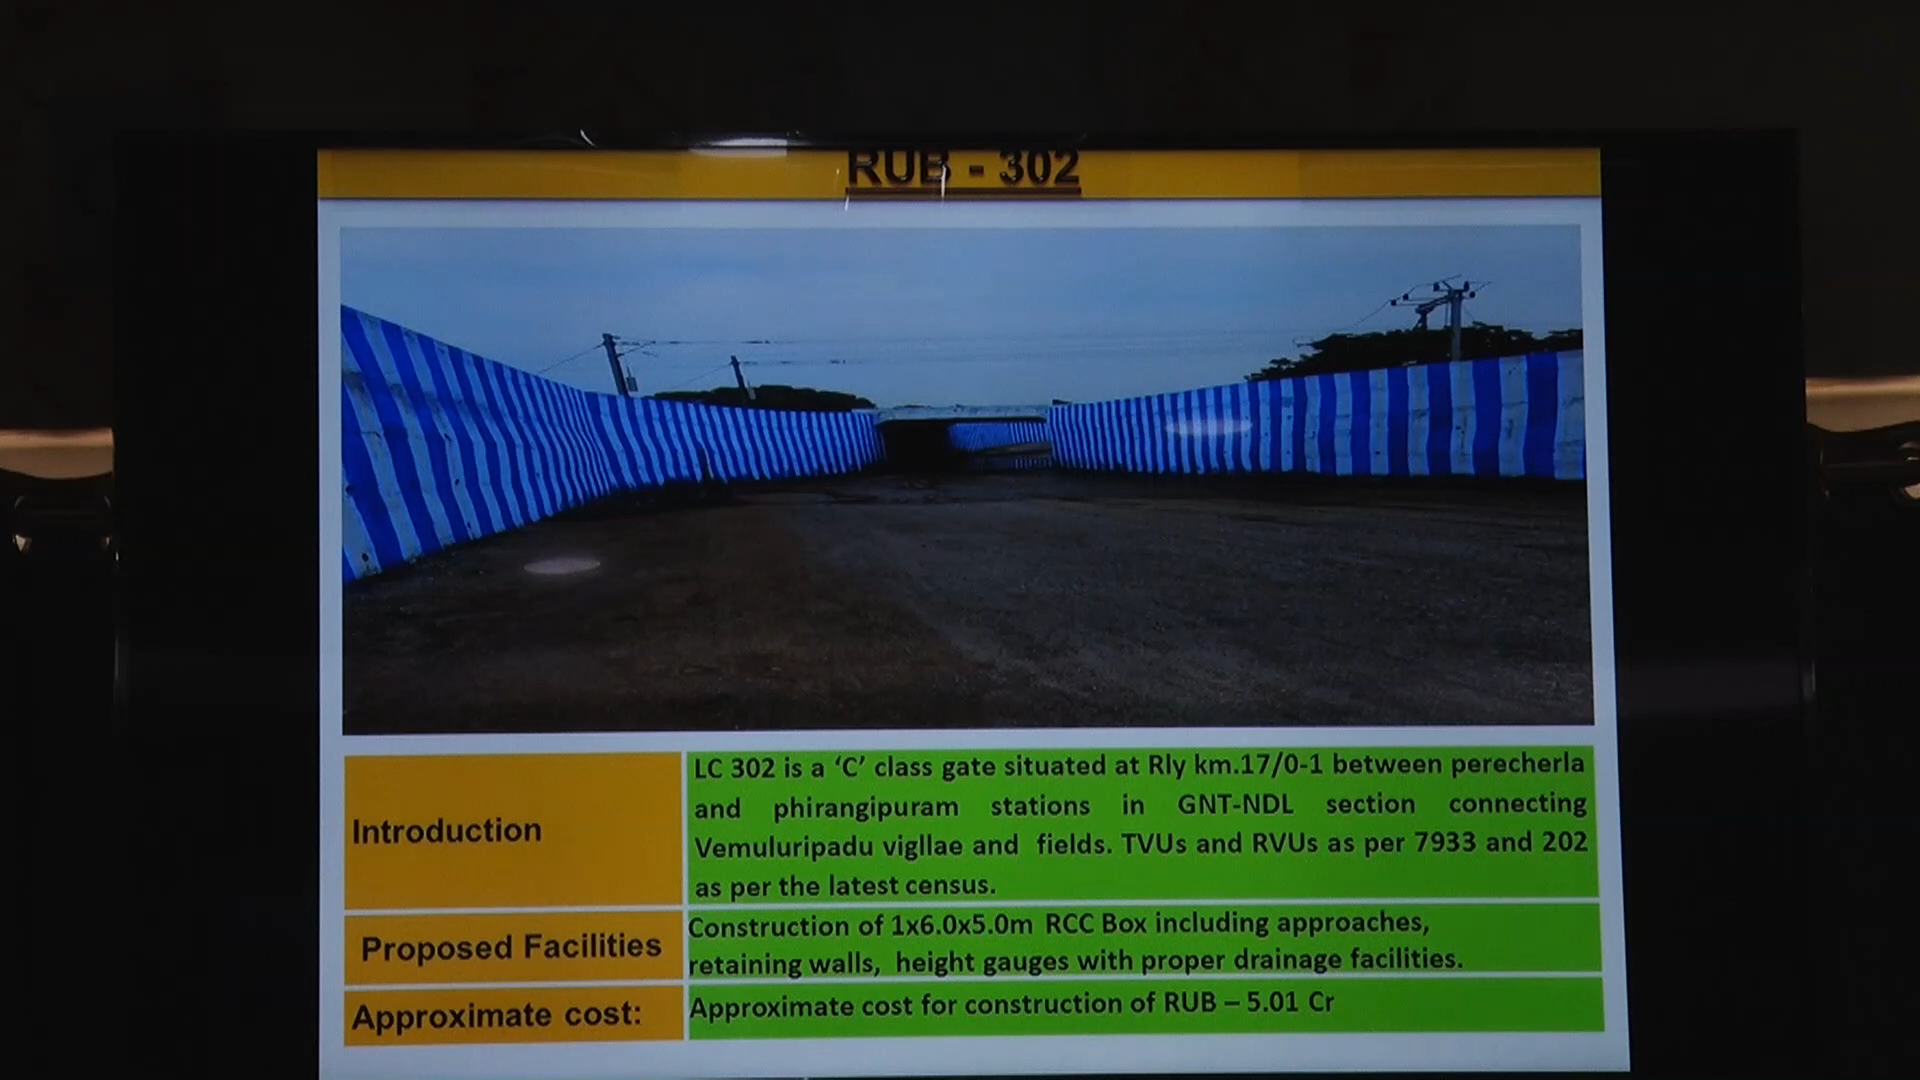 RUB - 302
Introduction
LC 302 is a ‘C’ class gate situated at Rly km.17/0-1 between perecherla
and phirangipuram stations in GNT-NDL section connecting
Vemuluripadu vigllae and fields. TVUs and RVUs as per 7933 and 202
as per the latest census.
Proposed Facilities
Construction of 1x6.0x5.0m RCC Box including approaches,
retaining walls, height gauges with proper drainage facilities.
Approximate cost:
Approximate cost for construction of RUB – 5.01 Cr